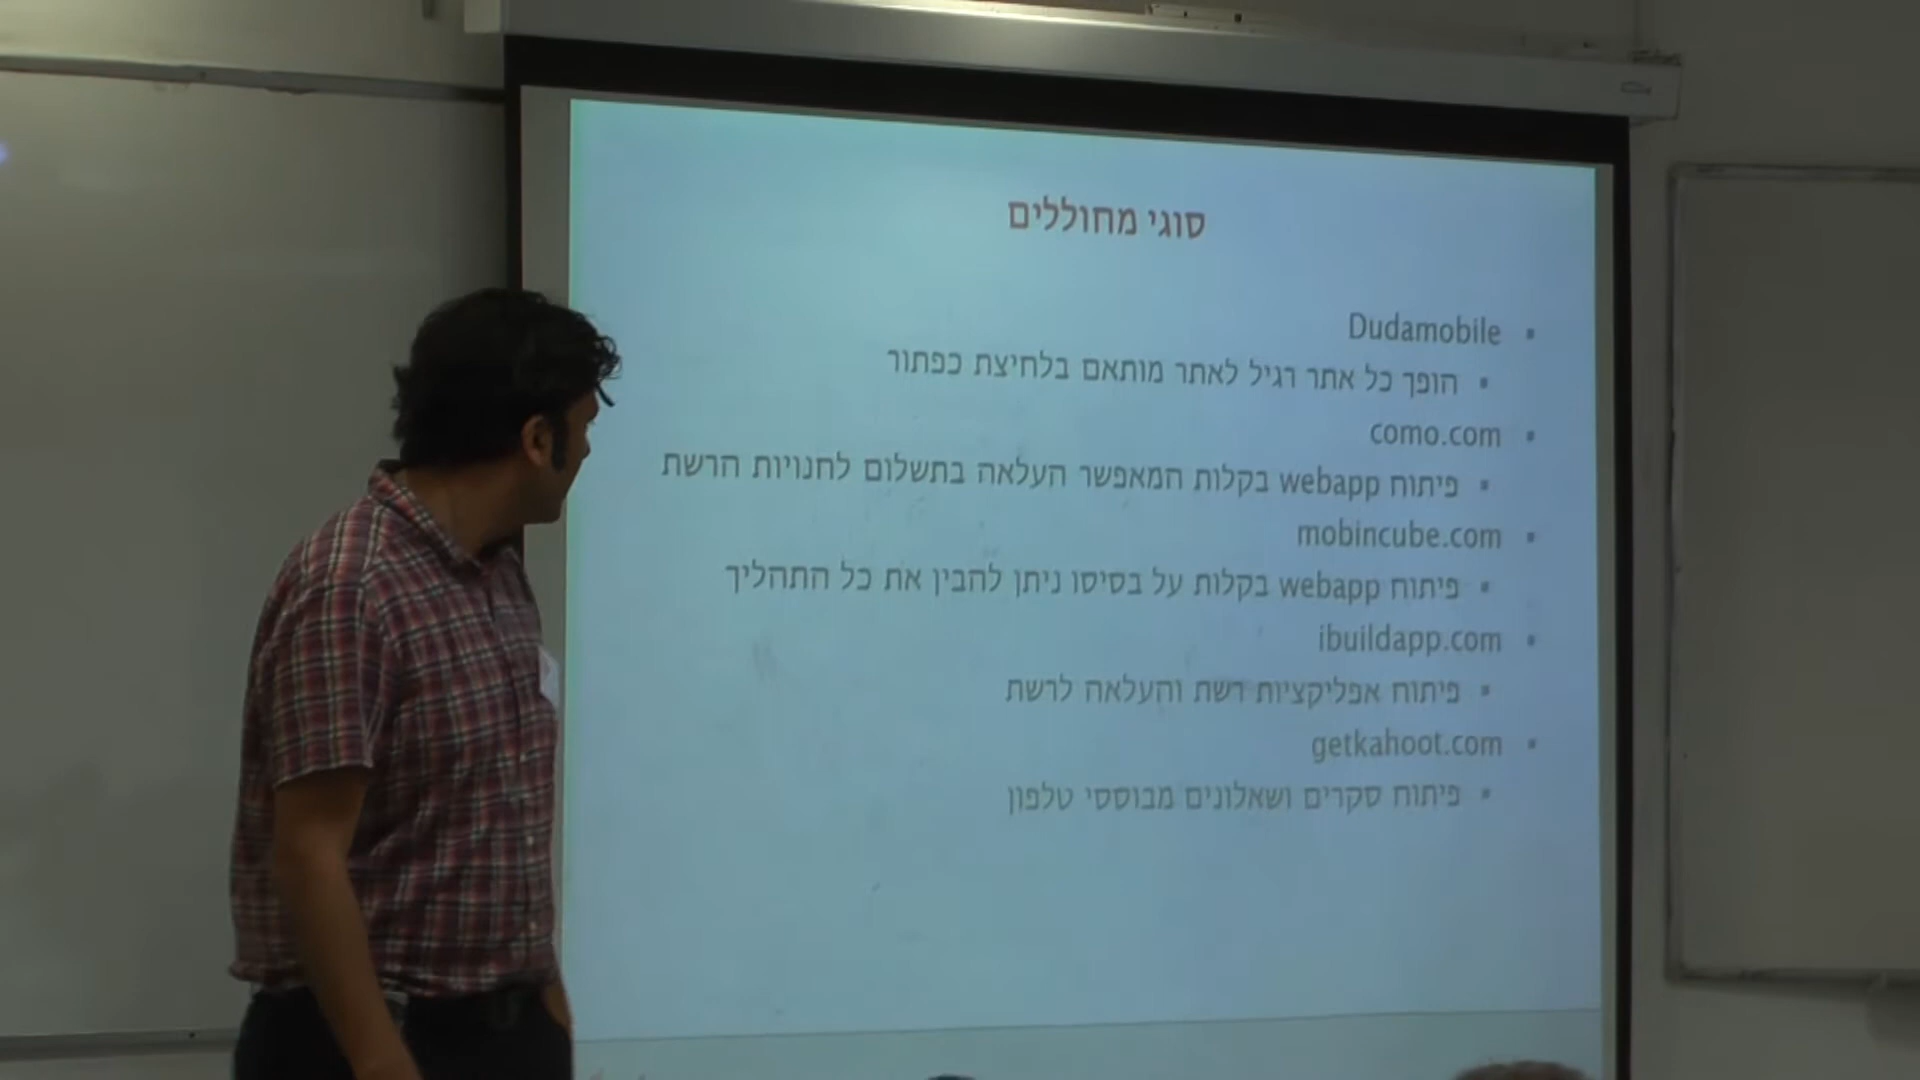 סוגי מחוללים
Dudamobile
הופך כל אתר רגיל לאתר מותאם בלחיצת כפתור
como.com
פיתוח webapp בקלות המאפשר העלאה בתשלום לחנויות הרשת
mobincube.com
פיתוח webapp בקלות על בסיסו ניתן להבין את כל התהליך
ibuildapp.com
פיתוח אפליקציות רשת והעלאה לרשת
getkahoot.com
פיתוח סקרים ושאלונים מבוססי טלפון